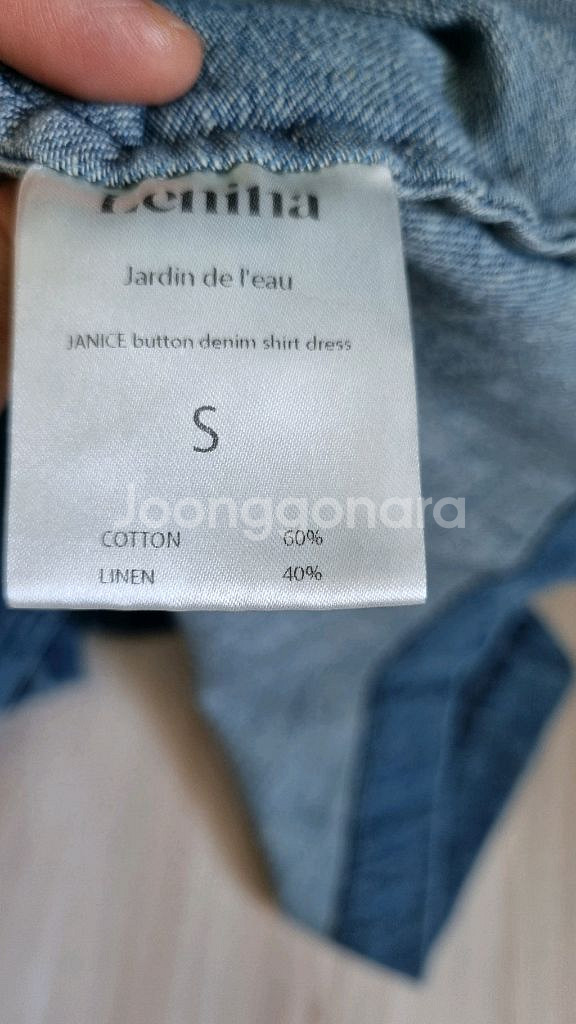 Jardin de l'eau
JANICE button denim shirt dress
S
Joongaonara
COTTON 60%
LINEN 40%